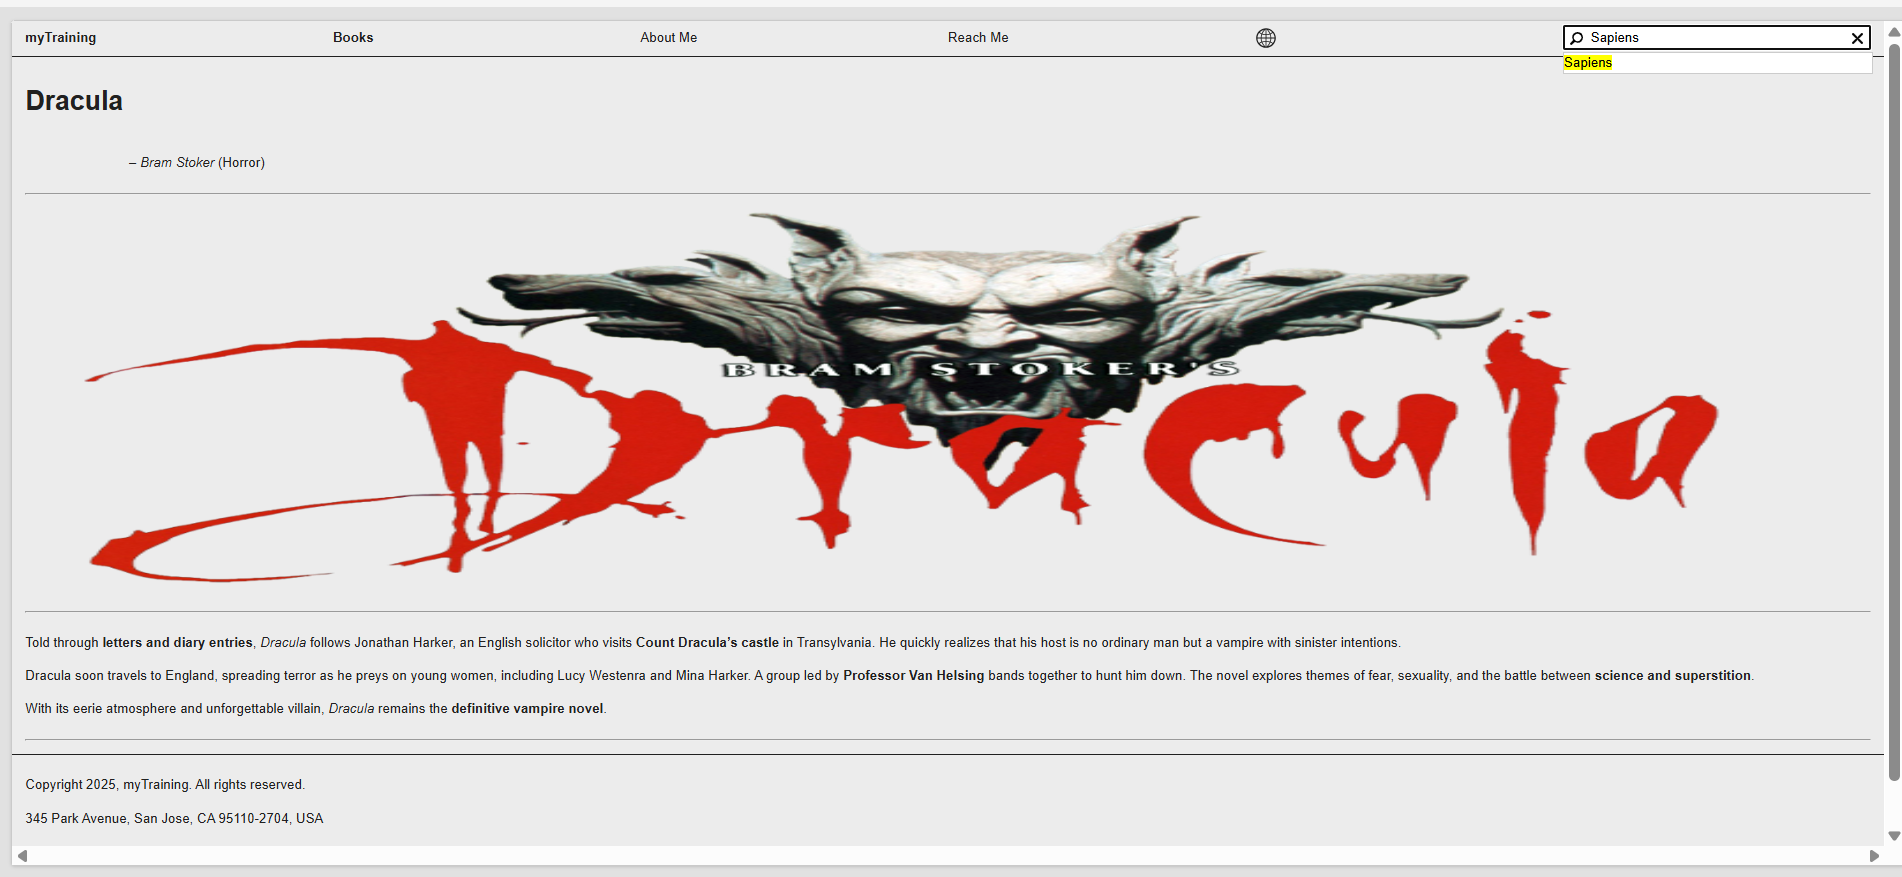 myTraining Books About Me Reach Me Sapiens
Sapiens
Dracula
– Bram Stoker (Horror)
BRAM STOKER'S
Dracula
Told through letters and diary entries, Dracula follows Jonathan Harker, an English solicitor who visits Count Dracula’s castle in Transylvania. He quickly realizes that his host is no ordinary man but a vampire with sinister intentions.
Dracula soon travels to England, spreading terror as he preys on young women, including Lucy Westenra and Mina Harker. A group led by Professor Van Helsing bands together to hunt him down. The novel explores themes of fear, sexuality, and the battle between science and superstition.
With its eerie atmosphere and unforgettable villain, Dracula remains the definitive vampire novel.
Copyright 2025, myTraining. All rights reserved.
345 Park Avenue, San Jose, CA 95110-2704, USA